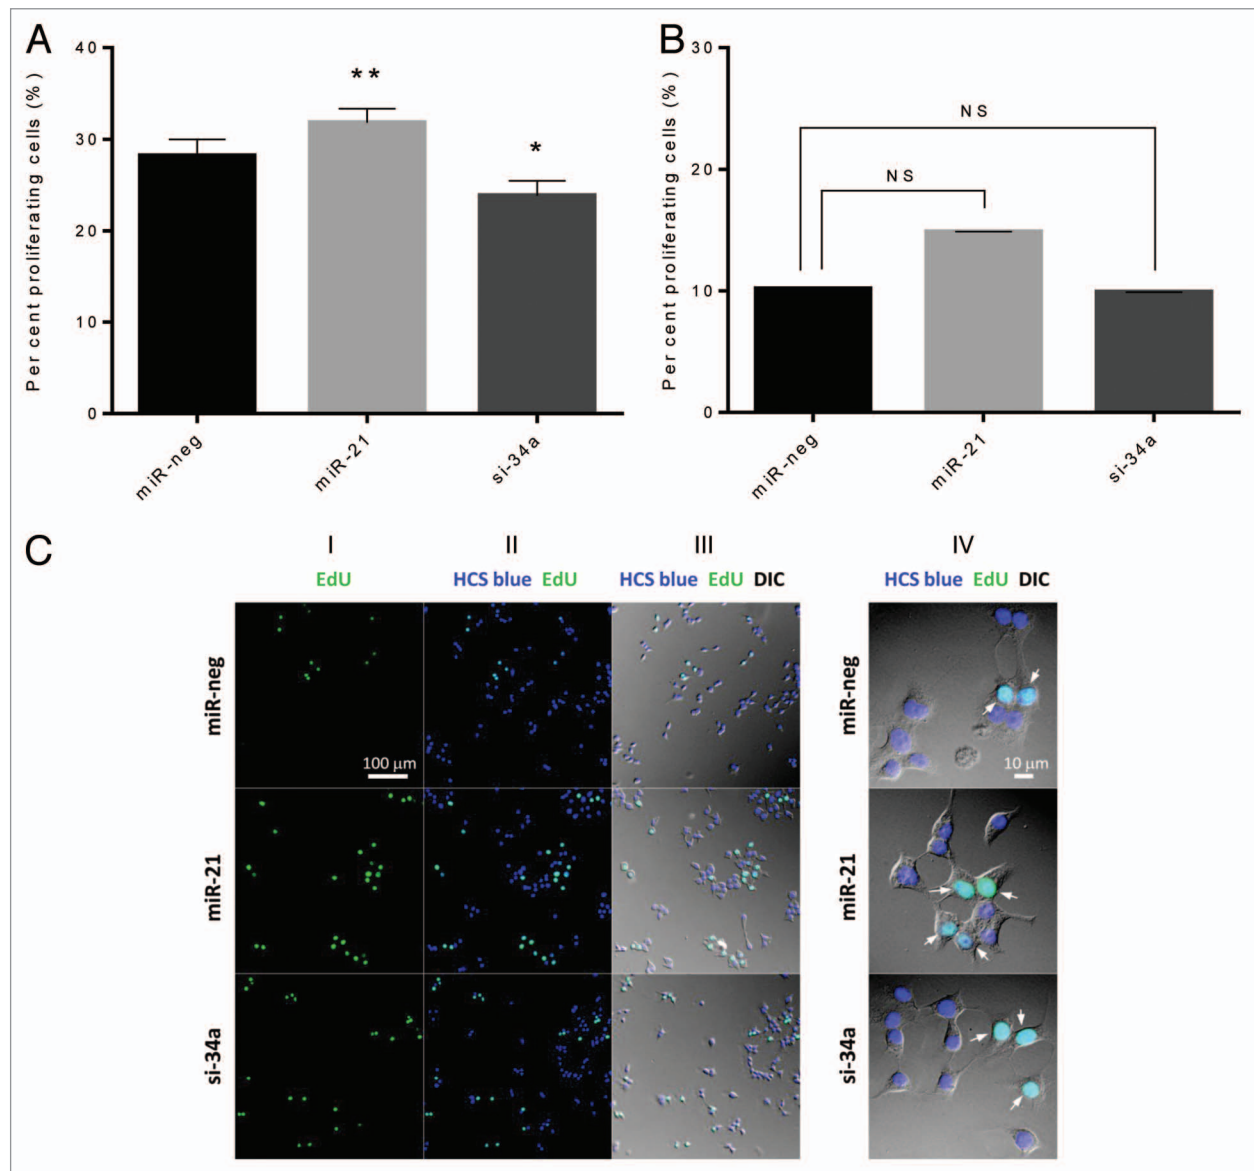 A
Per cent proliferating cells (%)
40
30
20
10
0
**
*
miR-neg
miR-21
si-34a
B
Per cent proliferating cells (%)
30
20
10
0
NS
NS
miR-neg
miR-21
si-34a
C
I II III IV
EdU HCS blue EdU HCS blue EdU DIC HCS blue EdU DIC
miR-neg
100 µm
10 µm
miR-21
si-34a